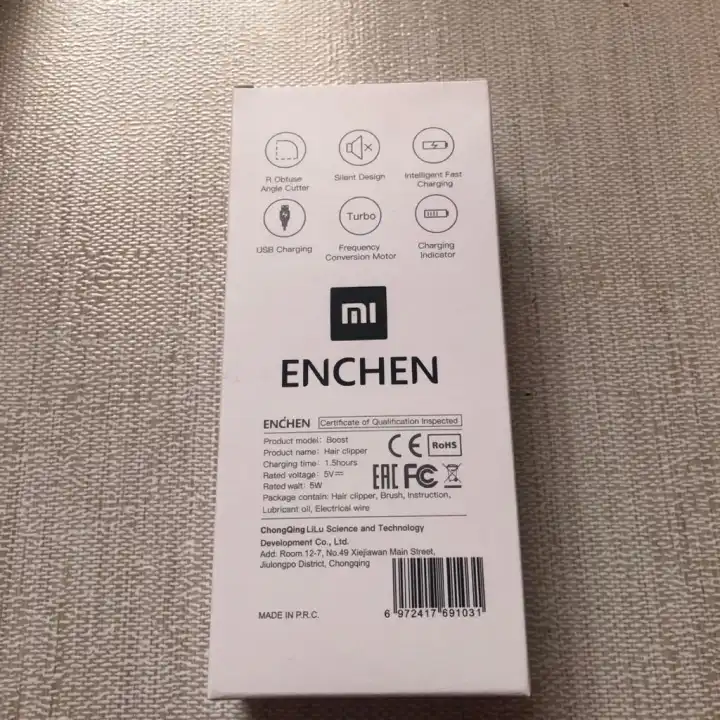 R Obtuse
Angle Cutter
Silent Design
Intelligent Fast
Charging
USB Charging
Turbo
Frequency
Conversion Motor
Charging
Indicator
mi
ENCHEN
ENCHEN Certificate of Qualification Inspected
Product model: Boost
Product name: Hair clipper
Charging time: 1.5hours
Rated voltage: 5V⎓
Rated walt: 5W
CE RoHS
EAC FC
Package contain: Hair clipper, Brush, Instruction,
Lubricant oil, Electrical wire
ChongQing LiLu Science and Technology
Development Co., Ltd.
Add: Room.12-7, No.49 Xiejiawan Main Street,
Jiulongpo District, Chongqing
MADE IN P.R.C.
6 972417 691031